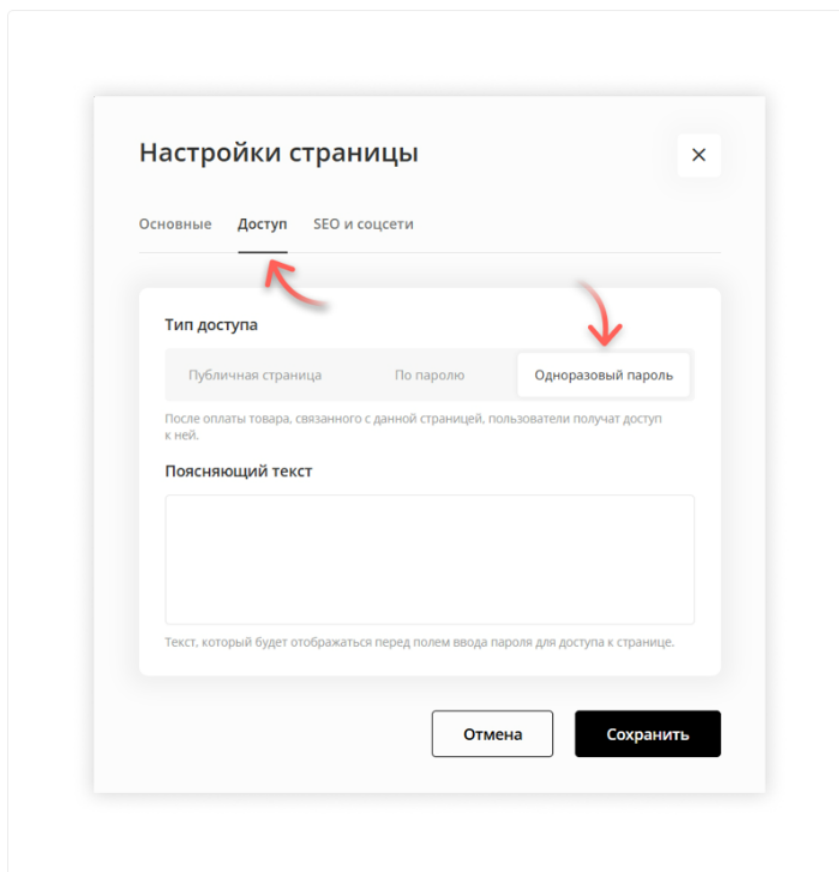 Настройки страницы
Основные Доступ SEO и соцсети
Тип доступа
Публичная страница По паролю Одноразовый пароль
После оплаты товара, связанного с данной страницей, пользователи получат доступ
к ней.
Поясняющий текст
Текст, который будет отображаться перед полем ввода пароля для доступа к странице.
Отмена Сохранить